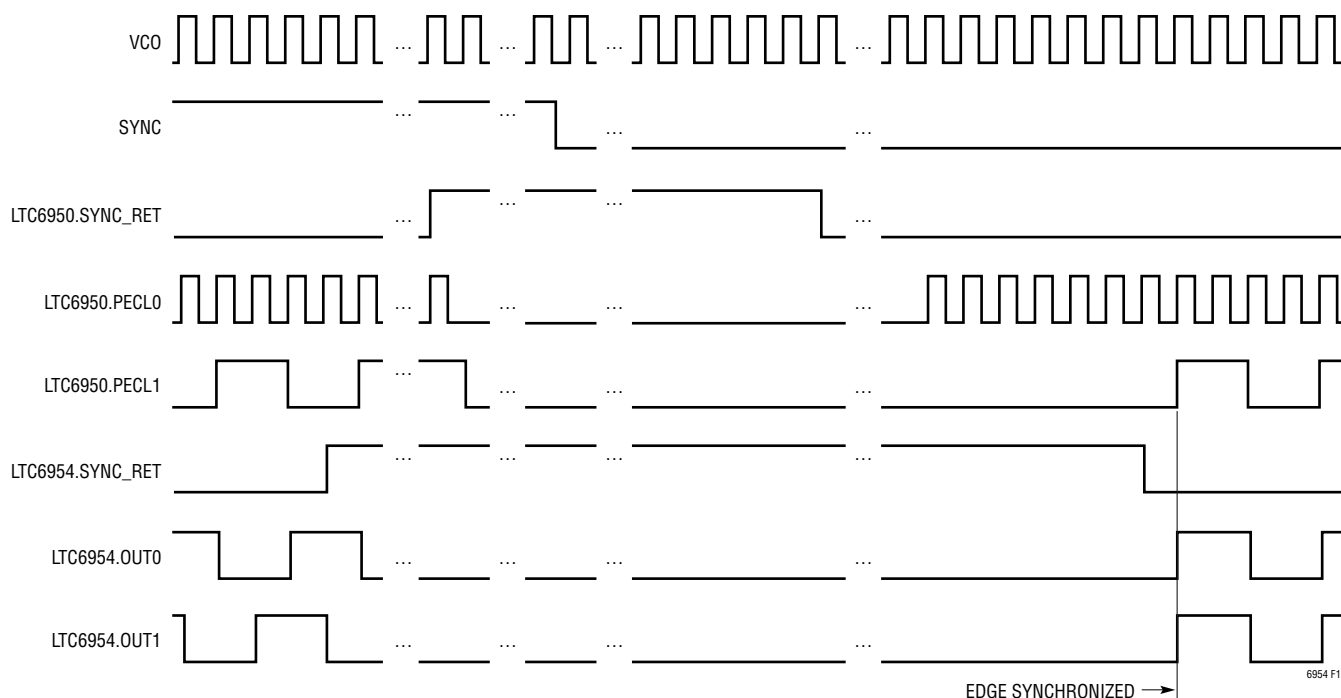 VCO
... ... ... ...
SYNC
... ... ... ...
LTC6950.SYNC_RET
... ... ... ...
LTC6950.PECL0
... ... ... ...
LTC6950.PECL1
... ... ... ...
LTC6954.SYNC_RET
... ... ... ...
LTC6954.OUT0
... ... ... ...
LTC6954.OUT1
... ... ... ...
6954 F1
EDGE SYNCHRONIZED